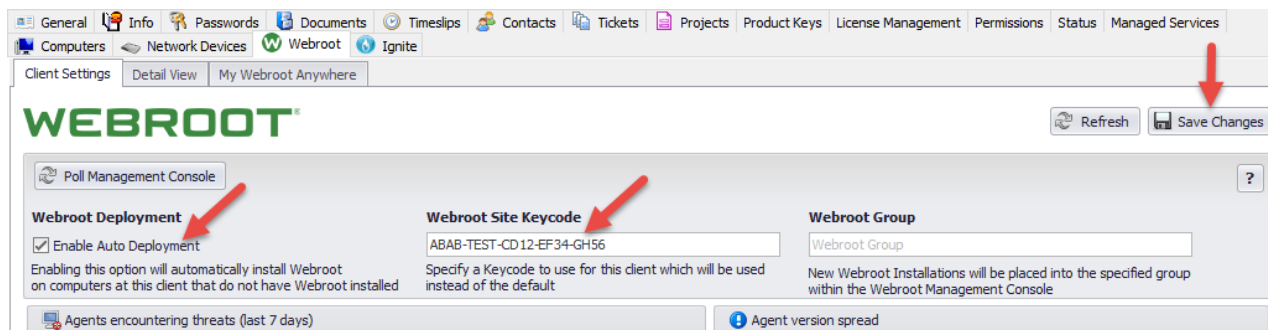 General Info Passwords Documents Timeslips Contacts Tickets Projects Product Keys License Management Permissions Status Managed Services
Computers Network Devices Webroot Ignite
Client Settings Detail View My Webroot Anywhere
WEBROOT®
Refresh Save Changes
Poll Management Console ?
Webroot Deployment Webroot Site Keycode Webroot Group
Enable Auto Deployment ABAB-TEST-CD12-EF34-GH56 Webroot Group
Enabling this option will automatically install Webroot Specify a Keycode to use for this client which will be used New Webroot Installations will be placed into the specified group
on computers at this client that do not have Webroot installed instead of the default within the Webroot Management Console
Agents encountering threats (last 7 days) Agent version spread